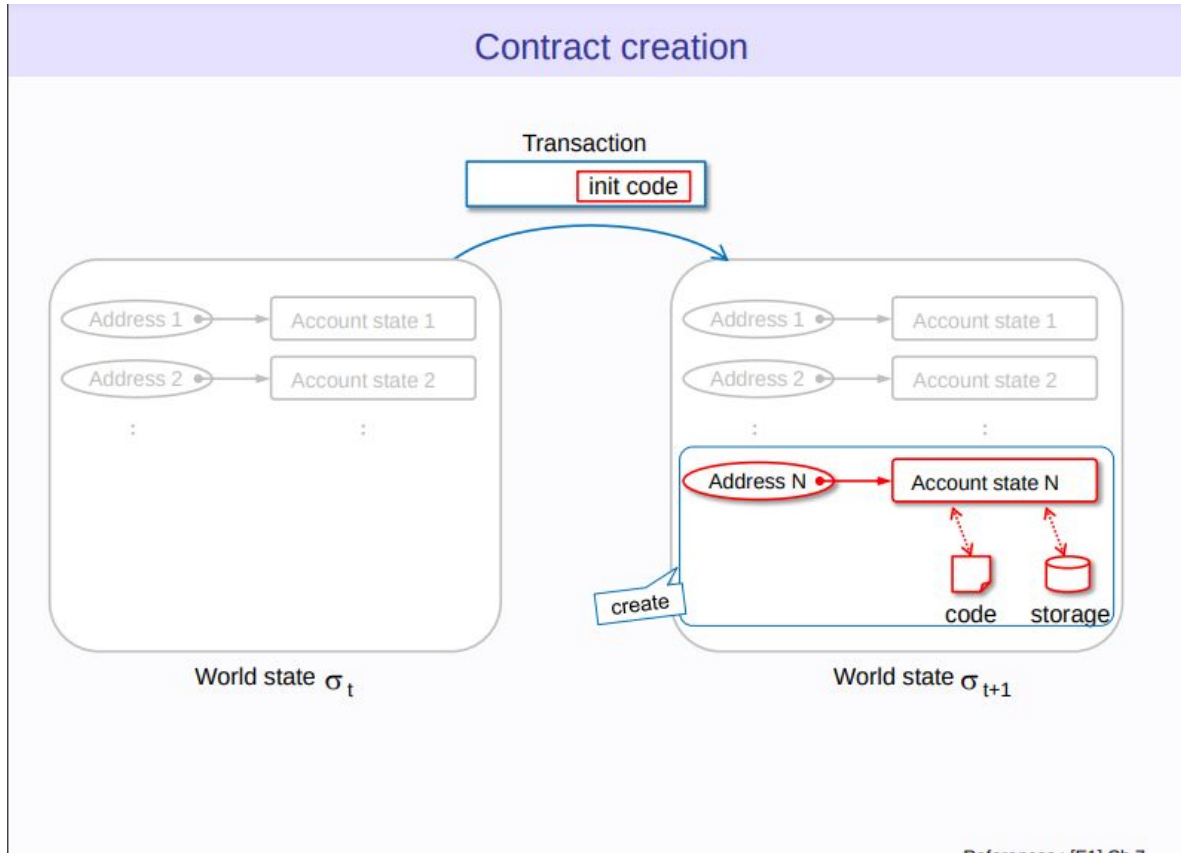 Contract creation
Transaction
init code
Address 1
Account state 1
Address 2
Account state 2
:
:
World state σ t
Address 1
Account state 1
Address 2
Account state 2
:
:
Address N
Account state N
create
code
storage
World state σ t+1